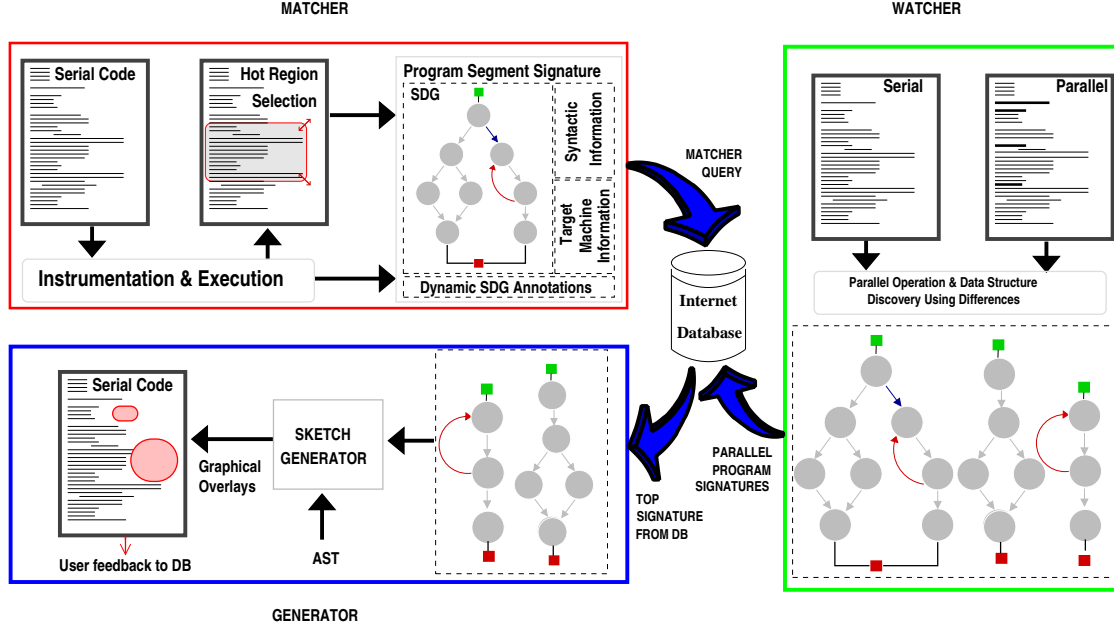 MATCHER
WATCHER
Serial Code
Hot Region
Selection
Program Segment Signature
SDG
Syntactic
Information
Target
Machine
Information
Instrumentation & Execution
Dynamic SDG Annotations
MATCHER
QUERY
Serial
Parallel
Parallel Operation & Data Structure
Discovery Using Differences
Internet
Database
Serial Code
SKETCH
GENERATOR
Graphical
Overlays
AST
User feedback to DB
TOP
SIGNATURE
FROM DB
PARALLEL
PROGRAM
SIGNATURES
GENERATOR